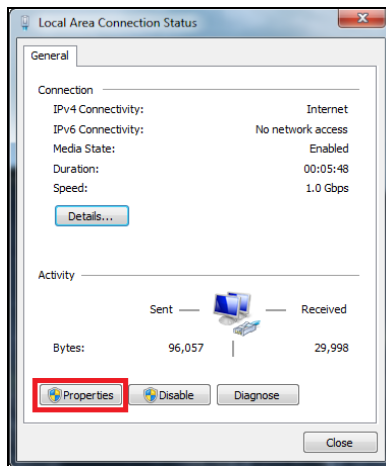 Local Area Connection Status
General
Connection
IPv4 Connectivity: Internet
IPv6 Connectivity: No network access
Media State: Enabled
Duration: 00:05:48
Speed: 1.0 Gbps
Details...
Activity
Sent Received
Bytes: 96,057 29,998
Properties Disable Diagnose
Close